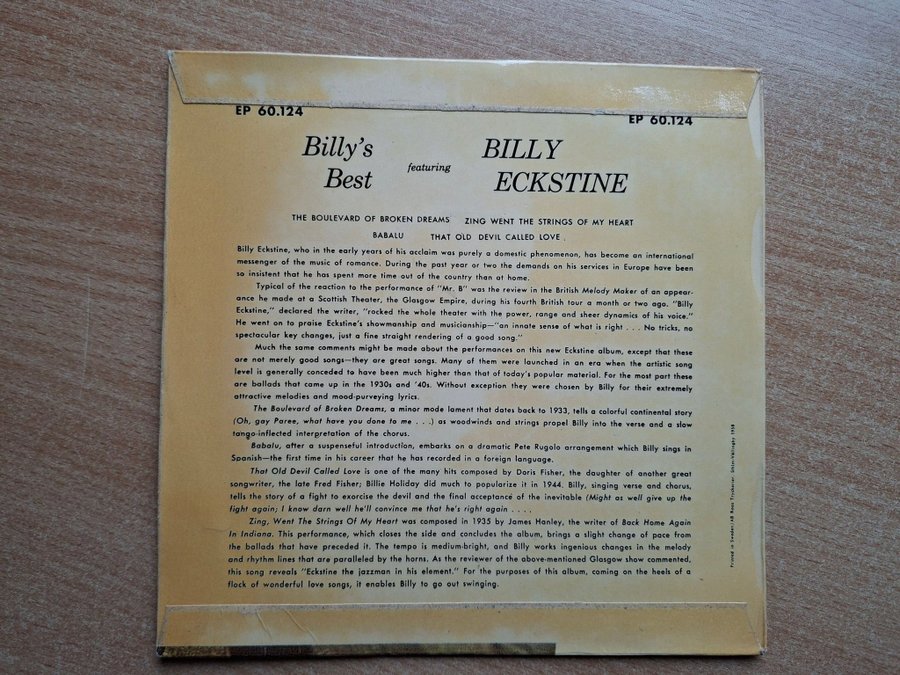 EP 60.124
EP 60.124
Billy's Best
featuring
BILLY ECKSTINE
THE BOULEVARD OF BROKEN DREAMS ZING WENT THE STRINGS OF MY HEART
BABALU THAT OLD DEVIL CALLED LOVE.
Billy Eckstine, who in the early years of his acclaim was purely a domestic phenomenon, has become an international
messenger of the music of romance. During the past year or two the demands on his services in Europe have been
so insistent that he has spent more time out of the country than at home.
Typical of the reaction to the performance of "Mr. B" was the review in the British Melody Maker of an appear-
ance he made at a Scottish Theater, the Glasgow Empire, during his fourth British tour a month or two ago. "Billy
Eckstine," declared the writer, "rocked the whole theater with the power, range and sheer dynamics of his voice."
He went on to praise Eckstine's showmanship and musicianship—"an innate sense of what is right . . . No tricks, no
spectacular key changes, just a fine straight rendering of a good song."
Much the same comments might be made about the performances on this new Eckstine album, except that these
are not merely good songs—they are great songs. Many of them were launched in an era when the artistic song
level is generally conceded to have been much higher than that of today's popular material. For the most part these
are ballads that came up in the 1930s and '40s. Without exception they were chosen by Billy for their extremely
attractive melodies and mood-purveying lyrics.
The Boulevard of Broken Dreams, a minor mode lament that dates back to 1933, tells a colorful continental story
(Oh, gay Paree, what have you done to me . . .) as woodwinds and strings propel Billy into the verse and a slow
tango-inflected interpretation of the chorus.
Babalu, after a suspenseful introduction, embarks on a dramatic Pete Rugolo arrangement which Billy sings in
Spanish—the first time in his career that he has recorded in a foreign language.
That Old Devil Called Love is one of the many hits composed by Doris Fisher, the daughter of another great
songwriter, the late Fred Fisher; Billie Holiday did much to popularize it in 1944. Billy, singing verse and chorus,
tells the story of a fight to exorcise the devil and the final acceptance of the inevitable (Might as well give up the
fight again; I know darn well he'll convince me that he's right again . . . .
Zing, Went The Strings Of My Heart was composed in 1935 by James Hanley, the writer of Back Home Again
In Indiana. This performance, which closes the side and concludes the album, brings a slight change of pace from
the ballads that have preceded it. The tempo is medium-bright, and Billy works ingenious changes in the melody
and rhythm lines that are paralleled by the horns. As the reviewer of the above-mentioned Glasgow show commented,
this song reveals "Eckstine the jazzman in his element." For the purposes of this album, coming on the heels of a
flock of wonderful love songs, it enables Billy to go out swinging.
Printed in Sweden/AB Roos Tryckerier, Sthlm-Vällingby 1958